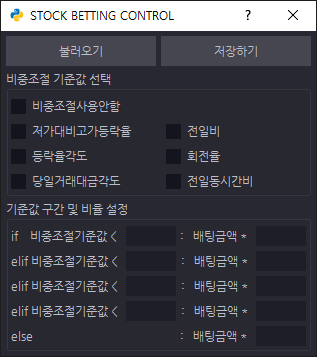 STOCK BETTING CONTROL ? ×
불러오기 저장하기
비중조절 기준값 선택
비중조절사용안함
저가대비고가등락율 전일비
등락율각도 회전율
당일거래대금각도 전일동시간비
기준값 구간 및 비율 설정
if 비중조절기준값 < : 배팅금액 *
elif 비중조절기준값 < : 배팅금액 *
elif 비중조절기준값 < : 배팅금액 *
elif 비중조절기준값 < : 배팅금액 *
else : 배팅금액 *